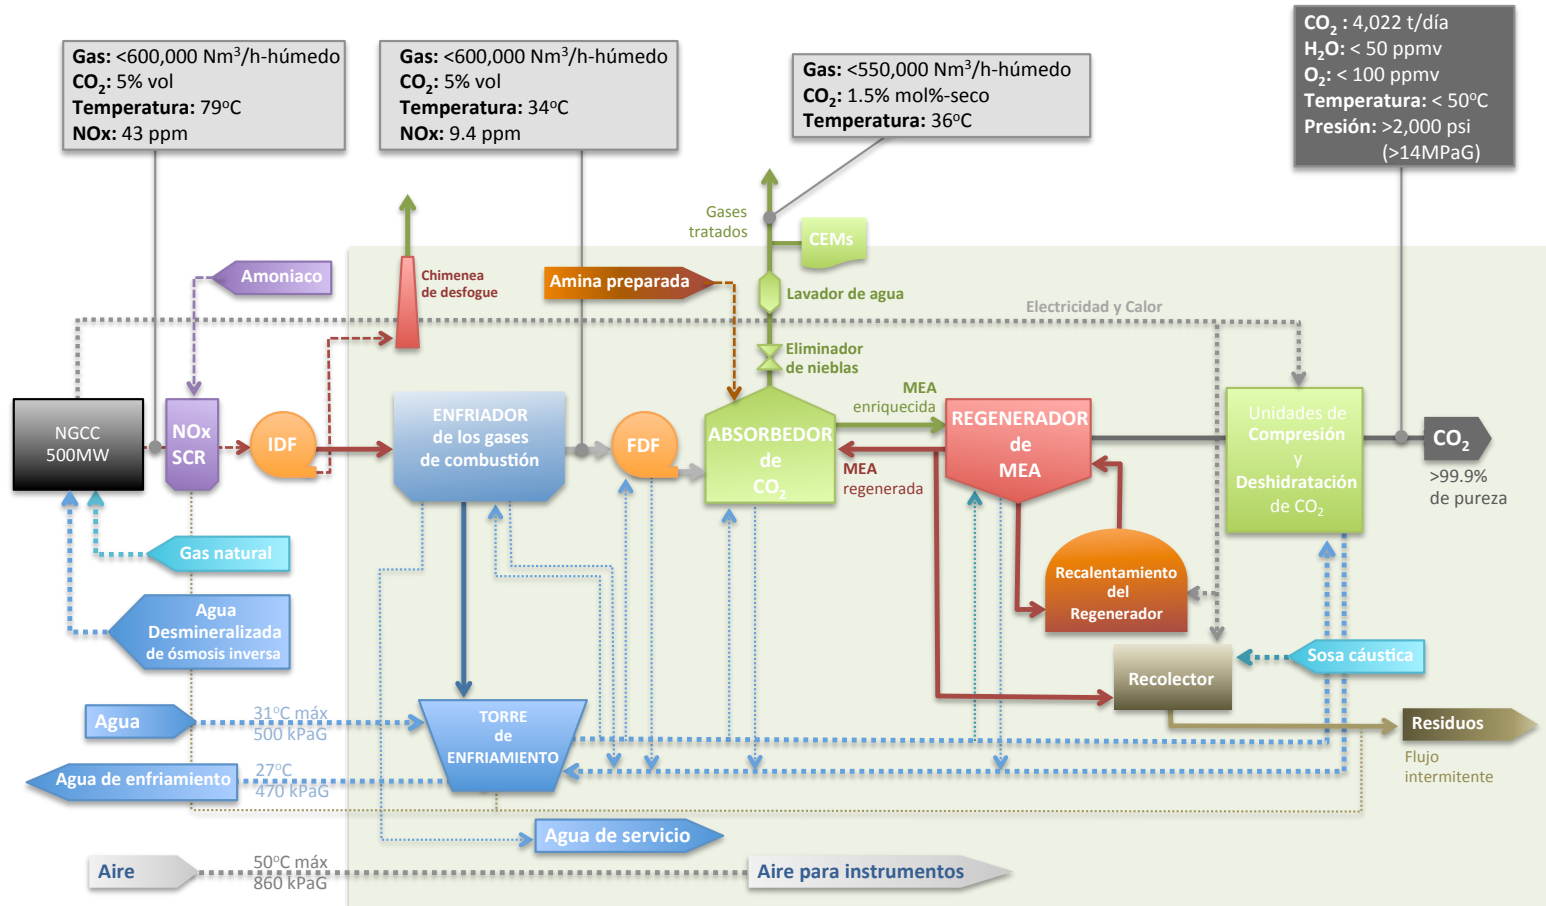 Gas: <600,000 Nm³/h-húmedo
CO₂: 5% vol
Temperatura: 79°C
NOx: 43 ppm
Gas: <600,000 Nm³/h-húmedo
CO₂: 5% vol
Temperatura: 34°C
NOx: 9.4 ppm
Gas: <550,000 Nm³/h-húmedo
CO₂: 1.5% mol%-seco
Temperatura: 36°C
CO₂ : 4,022 t/día
H₂O: < 50 ppmv
O₂: < 100 ppmv
Temperatura: < 50°C
Presión: >2,000 psi
(>14MPaG)
Gases
tratados
CEMs
Amoniaco
Chimenea
de desfogue
Amina preparada
Lavador de agua
Electricidad y Calor
Eliminador
de nieblas
NGCC
500MW
NOx
SCR
IDF
ENFRIADOR
de los gases
de combustión
FDF
ABSORBEDOR
de
CO₂
MEA
enriquecida
MEA
regenerada
REGENERADOR
de
MEA
Unidades de
Compresión
y
Deshidratación
de CO₂
CO₂
>99.9%
de pureza
Gas natural
Agua
Desmineralizada
de ósmosis inversa
Recalentamiento
del
Regenerador
Sosa cáustica
Recolector
Agua
31°C máx
500 kPaG
TORRE
de
ENFRIAMIENTO
Residuos
Flujo
intermitente
Agua de enfriamiento
27°C
470 kPaG
Agua de servicio
Aire
50°C máx
860 kPaG
Aire para instrumentos